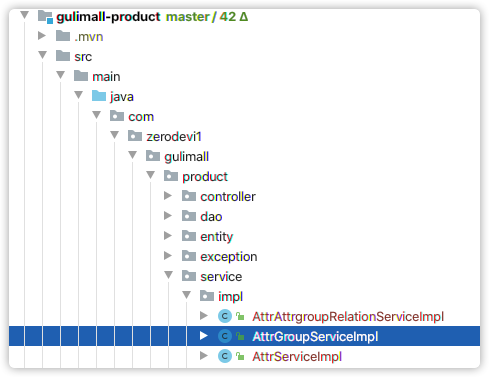 gulimall-product master / 42 Δ
.mvn
src
main
java
com
zerodevi1
gulimall
product
controller
dao
entity
exception
service
impl
AttrAttrgroupRelationServiceImpl
AttrGroupServiceImpl
AttrServiceImpl